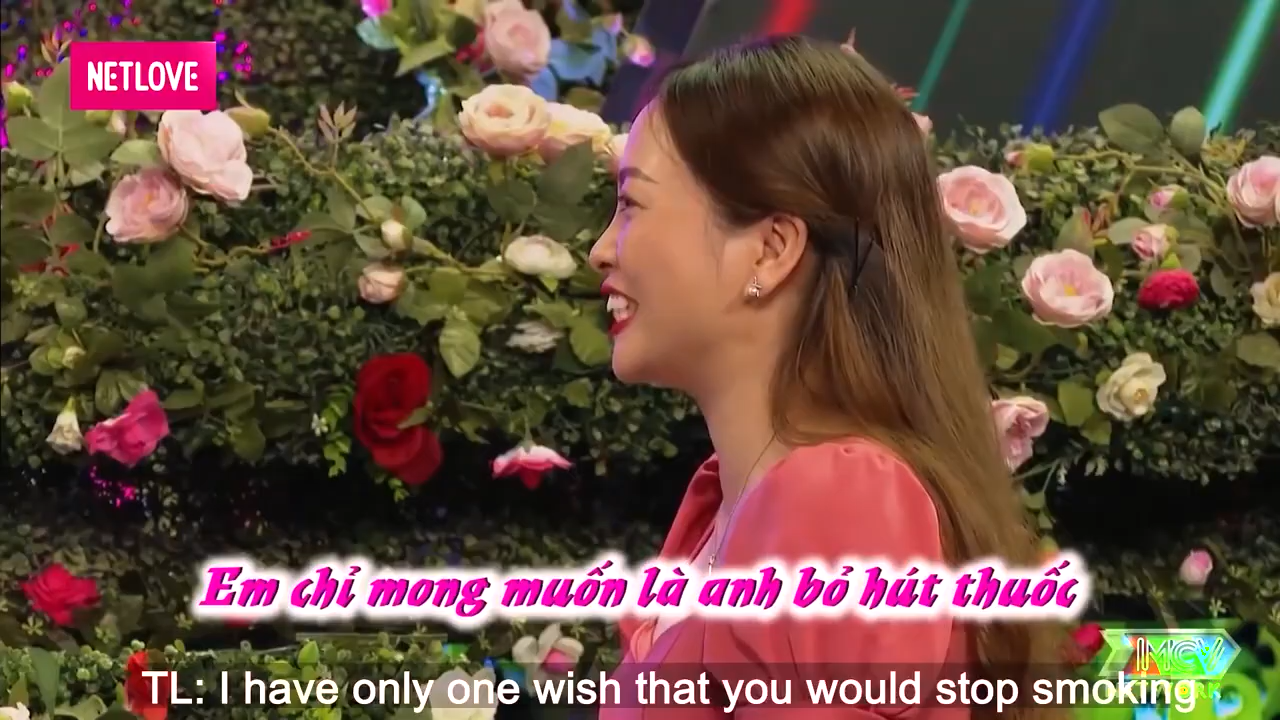 NETLOVE
Em chỉ mong muốn là anh bỏ hút thuốc
MCV
TL: I have only one wish that you would stop smoking